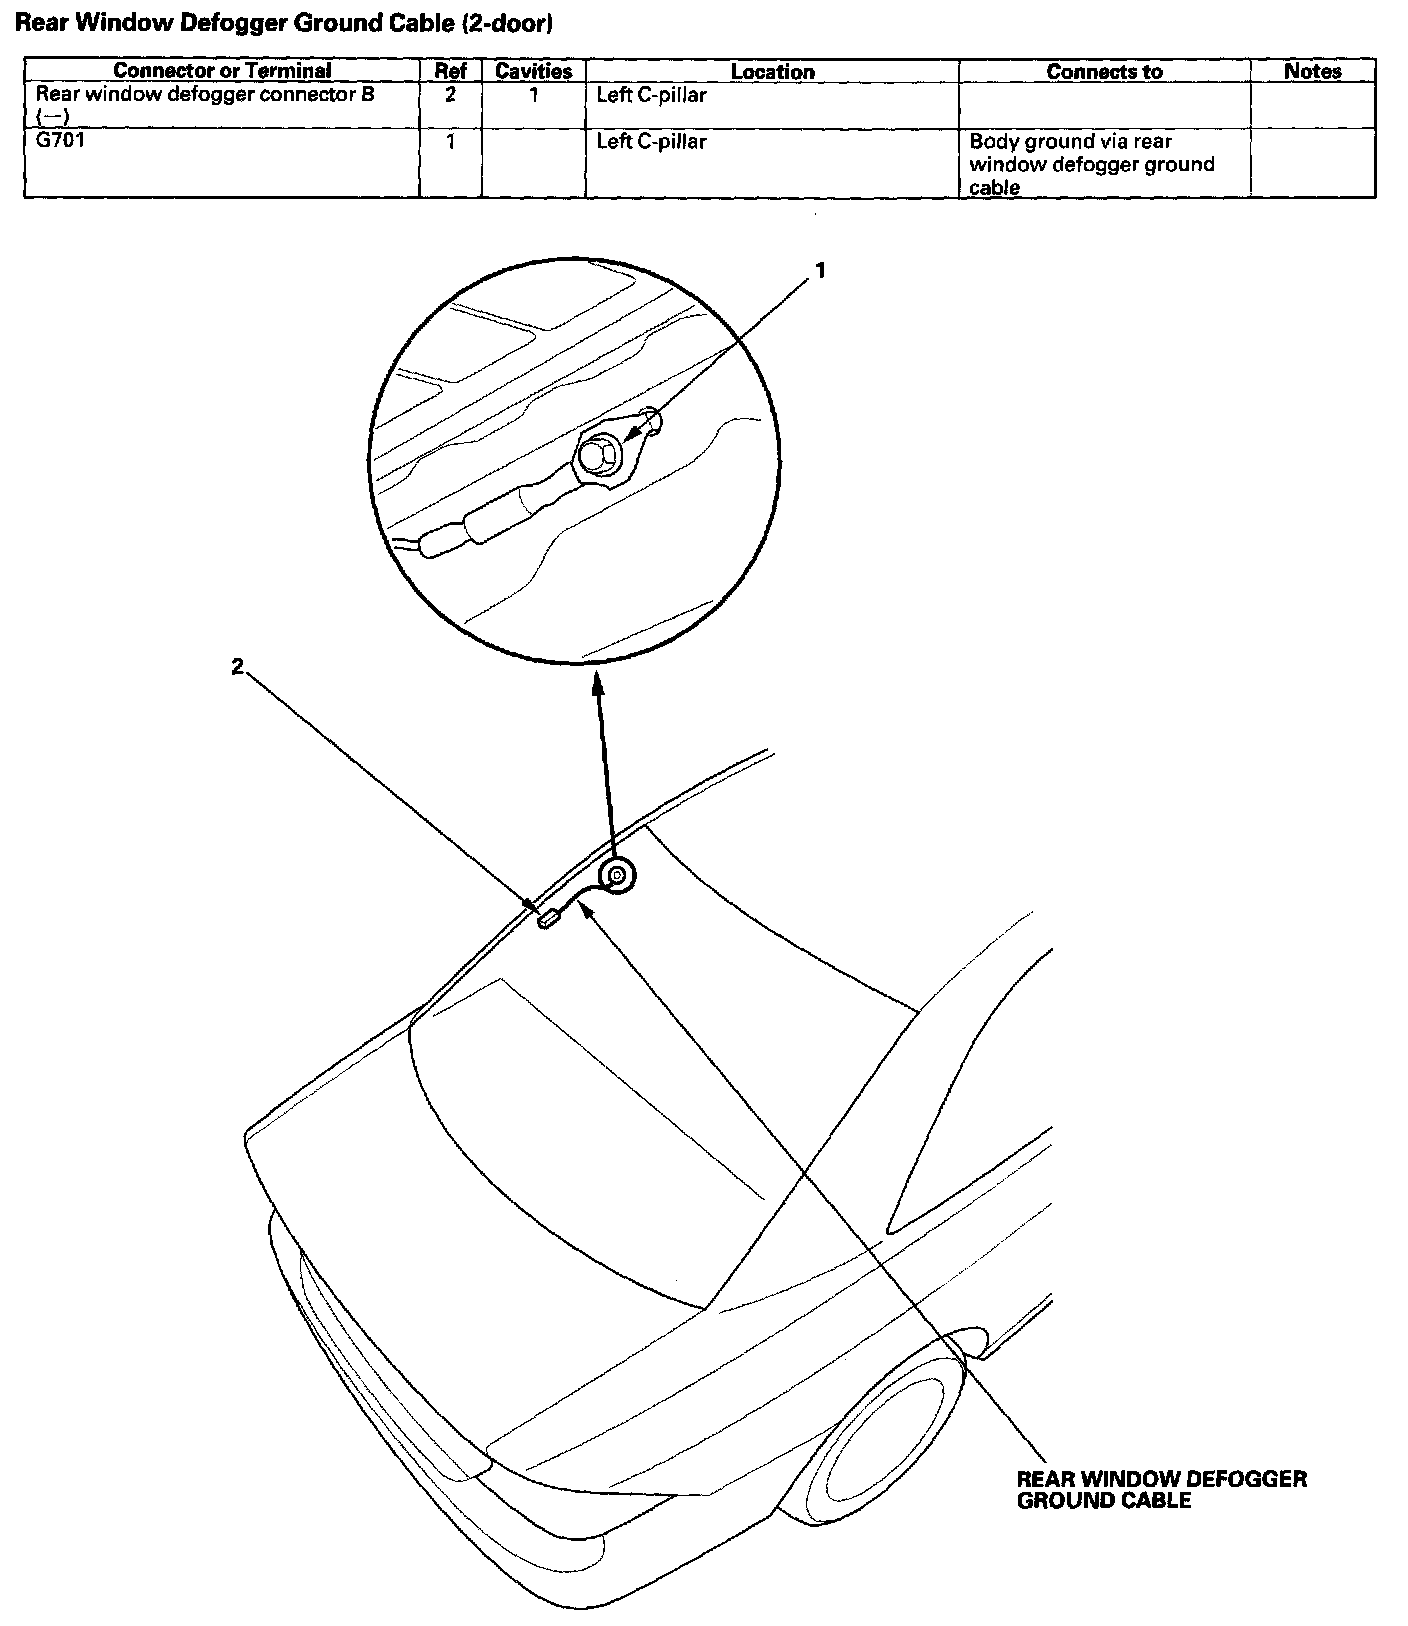 Rear Window Defogger Ground Cable (2-door)
Connector or Terminal Ref Cavities Location Connects to Notes
Rear window defogger connector B (—) 2 1 Left C-pillar
G701 1 Left C-pillar Body ground via rear window defogger ground cable
1
2
REAR WINDOW DEFOGGER
GROUND CABLE